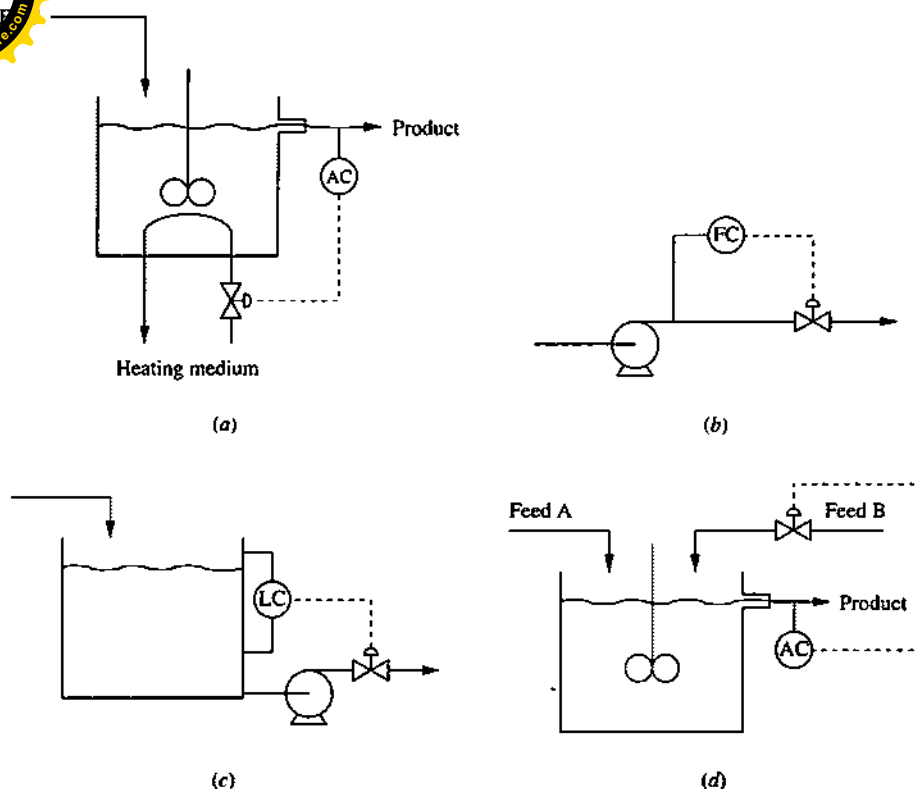 Product
AC
Heating medium
(a)
FC
(b)
LC
(c)
Feed A
Feed B
Product
AC
(d)